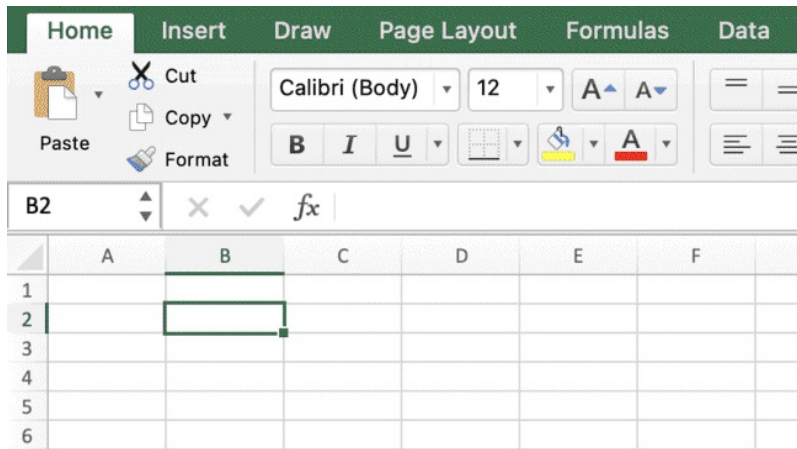 Home Insert Draw Page Layout Formulas Data
Cut
Calibri (Body) 12 A A
Copy
Paste
B I U A
Format
B2 fx
A B C D E F
1
2
3
4
5
6